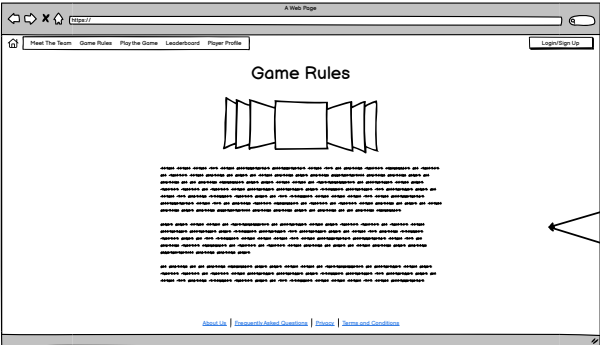 A Web Page
https://
Meet The Team Game Rules Play the Game Leaderboard Player Profile
Login/Sign Up
Game Rules
About Us | Frequently Asked Questions | Privacy | Terms and Conditions